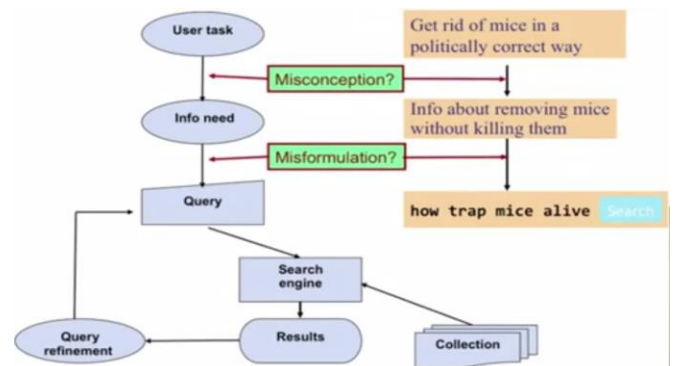 User task
Get rid of mice in a
politically correct way
Misconception?
Info need
Info about removing mice
without killing them
Misformulation?
Query
how trap mice alive Search
Search
engine
Query
refinement
Results
Collection